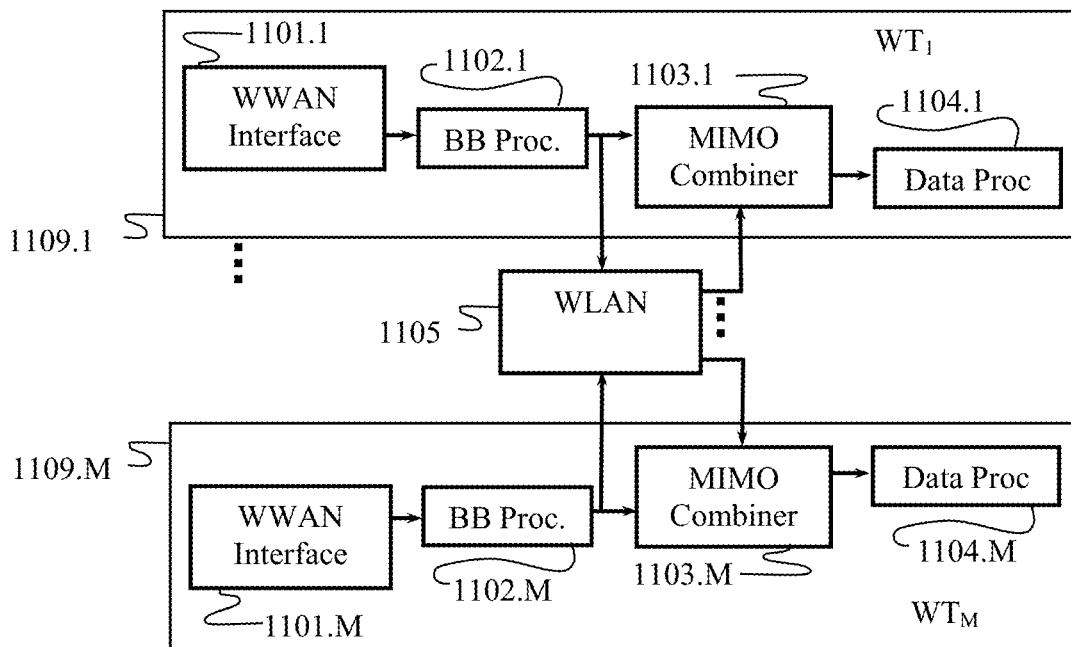 1101.1
WT1
1102.1
1103.1
1104.1
WWAN
Interface
BB Proc.
MIMO
Combiner
Data Proc
1109.1
WLAN
1105
1109.M
WWAN
Interface
BB Proc.
MIMO
Combiner
Data Proc
1102.M
1103.M
1104.M
1101.M
WTM